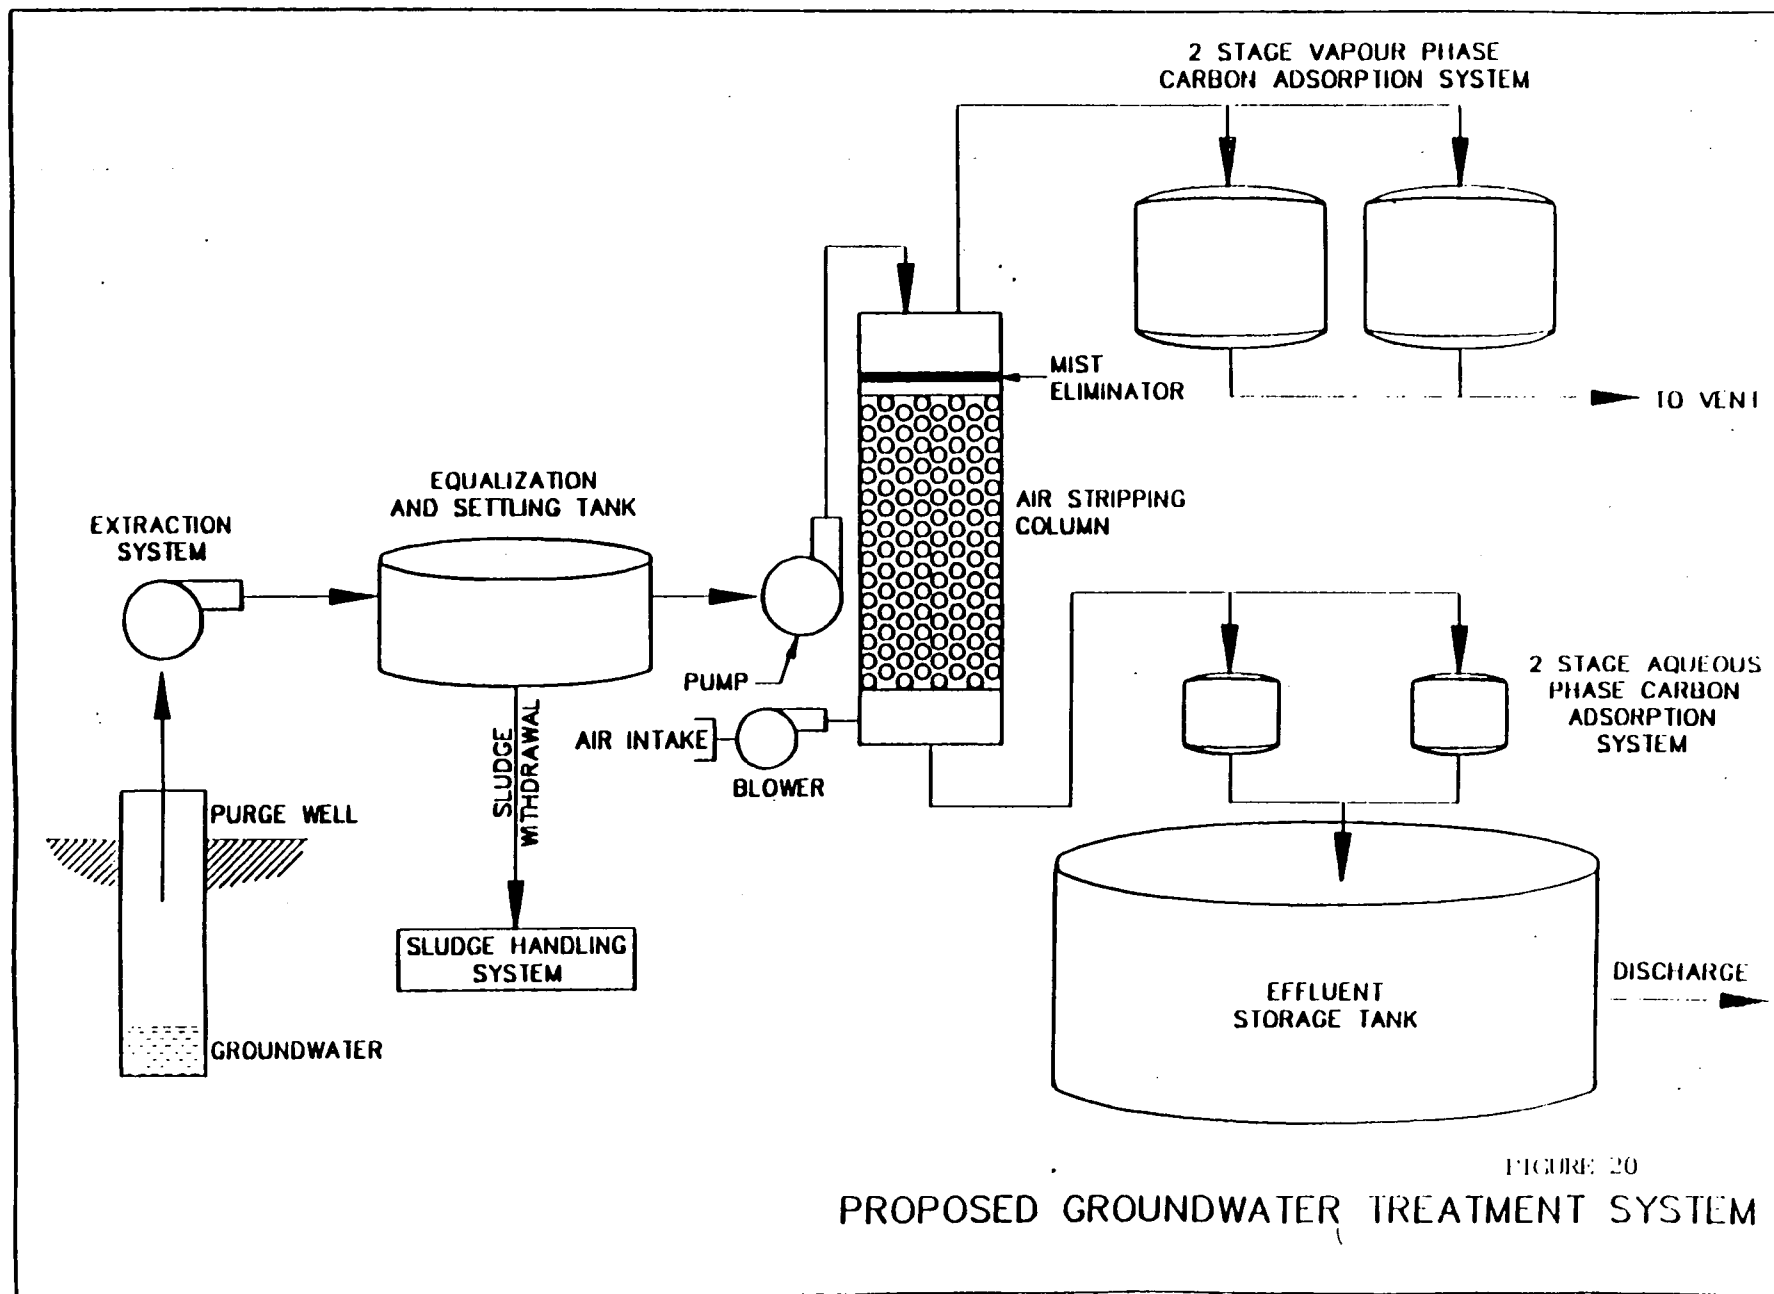 2 STAGE VAPOUR PHASE
CARBON ADSORPTION SYSTEM
MIST
ELIMINATOR
TO VENT
EQUALIZATION
AND SETTLING TANK
AIR STRIPPING
COLUMN
EXTRACTION
SYSTEM
2 STAGE AQUEOUS
PHASE CARBON
ADSORPTION
SYSTEM
PUMP
AIR INTAKE
BLOWER
SLUDGE
WITHDRAWAL
PURGE WELL
SLUDGE HANDLING
SYSTEM
DISCHARGE
EFFLUENT
STORAGE TANK
GROUNDWATER
FIGURE 20
PROPOSED GROUNDWATER TREATMENT SYSTEM